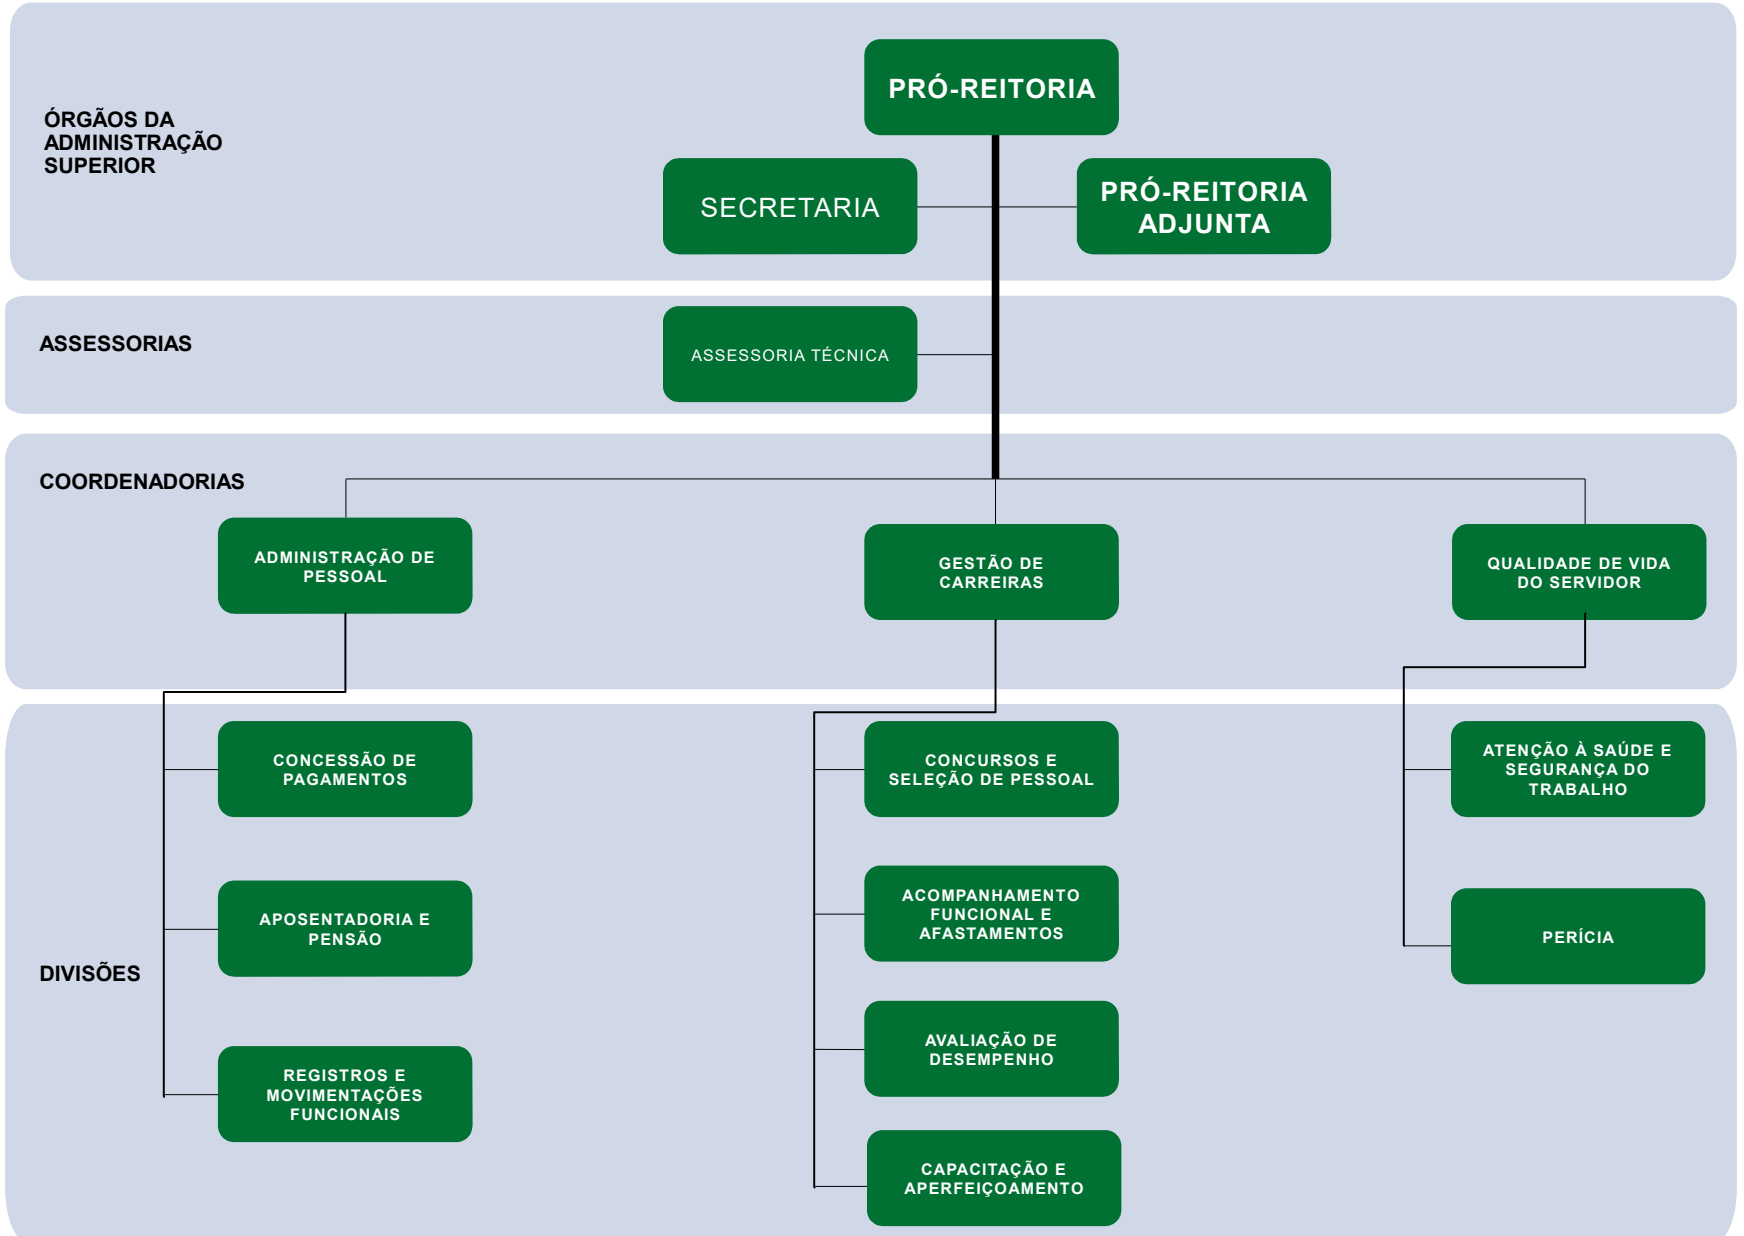 PRÓ-REITORIA
ÓRGÃOS DA
ADMINISTRAÇÃO
SUPERIOR
SECRETARIA
PRÓ-REITORIA
ADJUNTA
ASSESSORIAS
ASSESSORIA TÉCNICA
COORDENADORIAS
ADMINISTRAÇÃO DE
PESSOAL
GESTÃO DE
CARREIRAS
QUALIDADE DE VIDA
DO SERVIDOR
DIVISÕES
CONCESSÃO DE
PAGAMENTOS
APOSENTADORIA E
PENSÃO
REGISTROS E
MOVIMENTAÇÕES
FUNCIONAIS
CONCURSOS E
SELEÇÃO DE PESSOAL
ACOMPANHAMENTO
FUNCIONAL E
AFASTAMENTOS
AVALIAÇÃO DE
DESEMPENHO
CAPACITAÇÃO E
APERFEIÇOAMENTO
ATENÇÃO À SAÚDE E
SEGURANÇA DO
TRABALHO
PERÍCIA